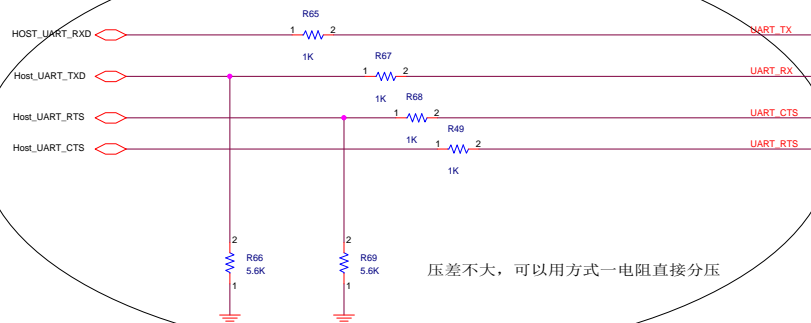 R65
HOST_UART_RXD
1
2
UART_TX
1K
R67
Host_UART_TXD
1
2
UART_RX
1K
R68
Host_UART_RTS
1
2
UART_CTS
1K
R49
Host_UART_CTS
1
2
UART_RTS
1K
2
2
R66
5.6K
R69
5.6K
压差不大，可以用方式一电阻直接分压
1
1